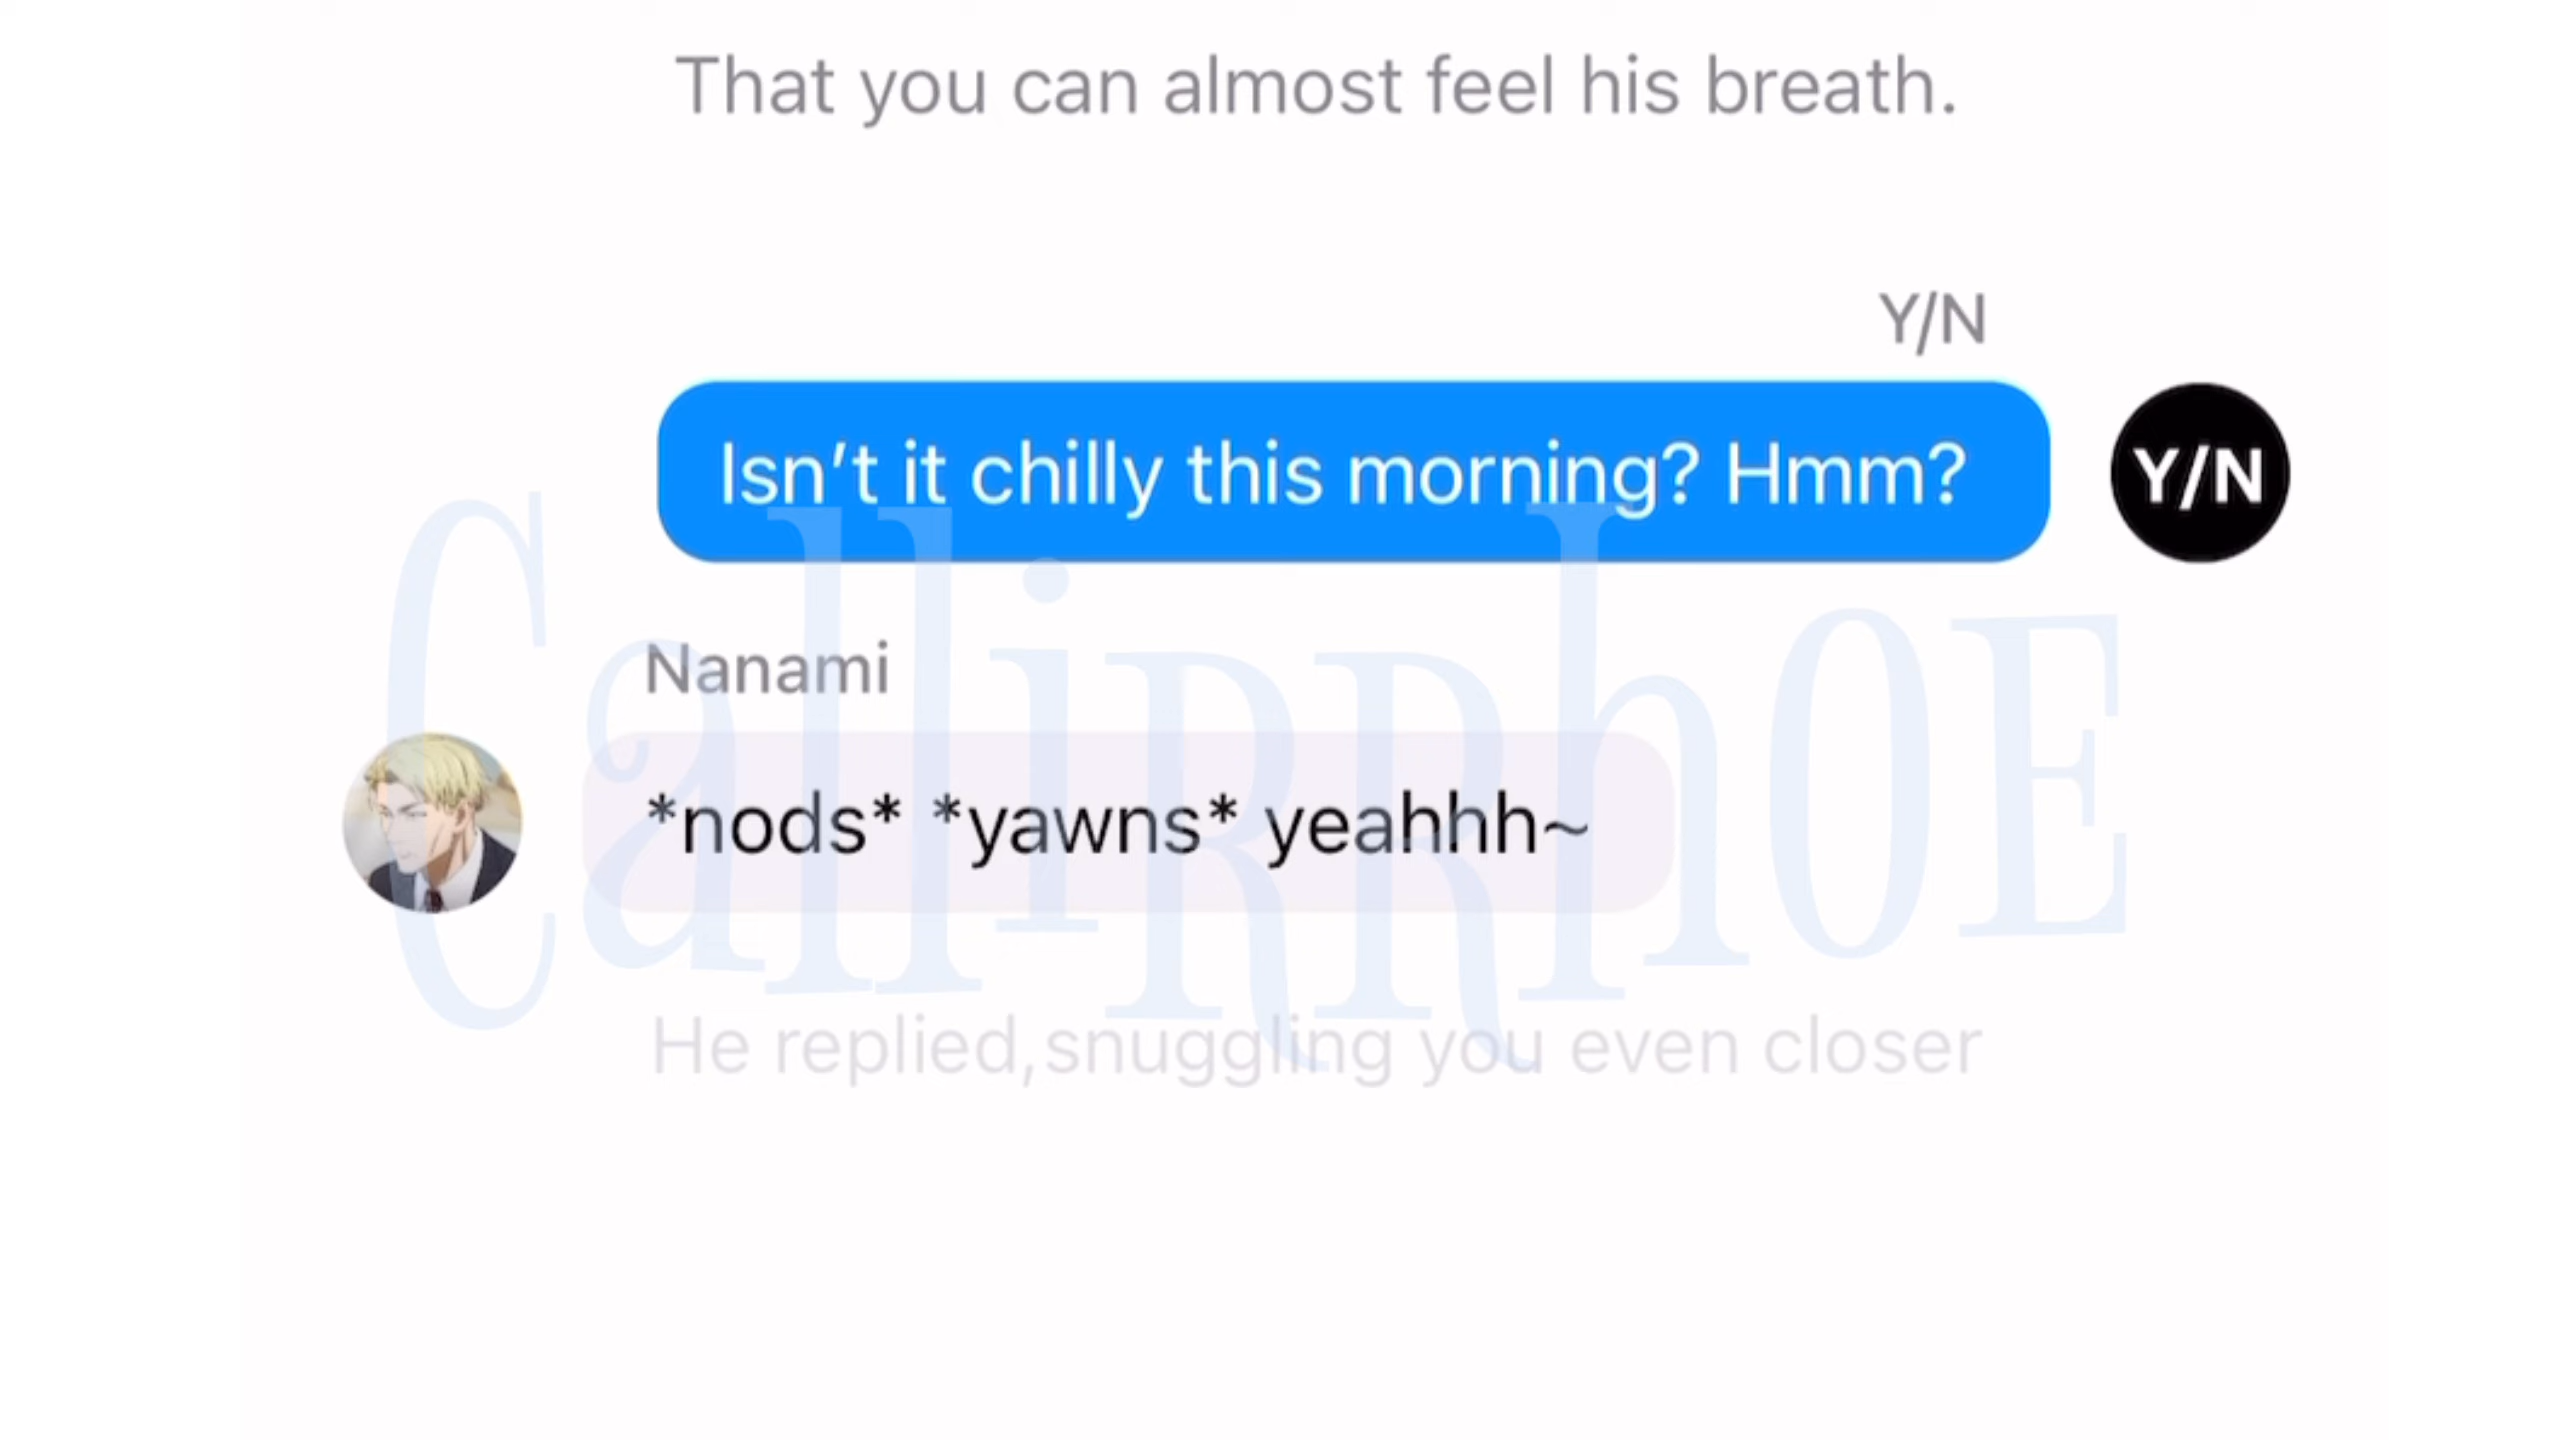 That you can almost feel his breath.
Y/N
Isn't it chilly this morning? Hmm?
Y/N
Nanami
*nods* *yawns* yeahhh~
He replied,snuggling you even closer
CalliRRhOE